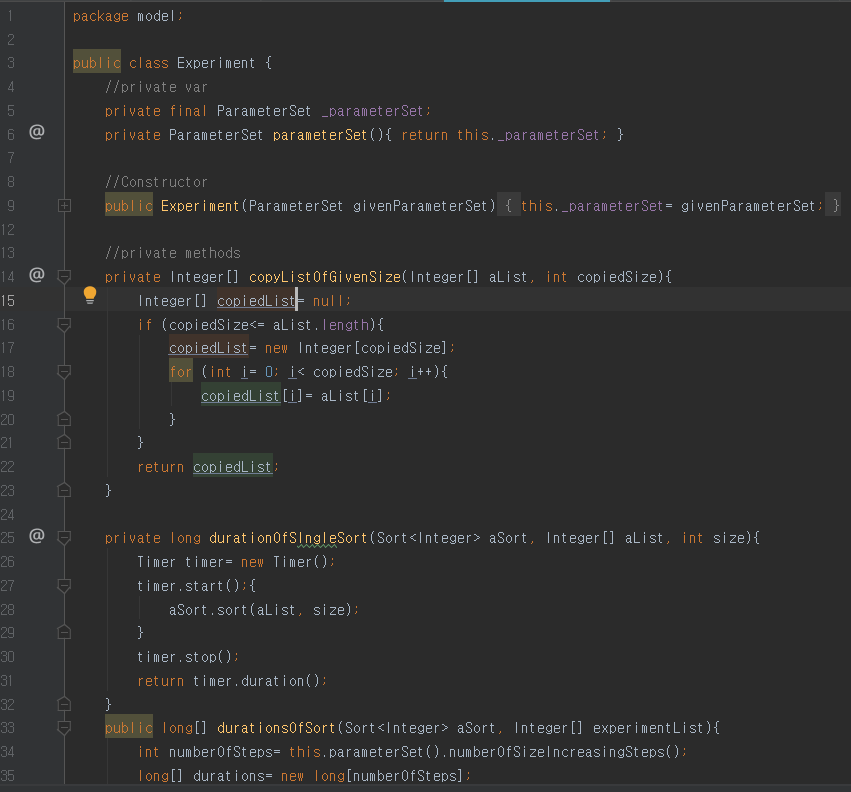 1 package model;
2
3 public class Experiment {
4 //private var
5 private final ParameterSet _parameterSet;
6 @ private ParameterSet parameterSet(){ return this._parameterSet; }
7
8 //Constructor
9 public Experiment(ParameterSet givenParameterSet) { this._parameterSet= givenParameterSet; }
12
13 //private methods
14 @ private Integer[] copyListOfGivenSize(Integer[] aList, int copiedSize){
15 Integer[] copiedList= null;
16 if (copiedSize<= aList.length){
17 copiedList= new Integer[copiedSize];
18 for (int i= 0; i< copiedSize; i++){
19 copiedList[i]= aList[i];
20 }
21 }
22 return copiedList;
23 }
24
25 @ private long durationOfSIngleSort(Sort<Integer> aSort, Integer[] aList, int size){
26 Timer timer= new Timer();
27 timer.start();{
28 aSort.sort(aList, size);
29 }
30 timer.stop();
31 return timer.duration();
32 }
33 public long[] durationsOfSort(Sort<Integer> aSort, Integer[] experimentList){
34 int numberOfSteps= this.parameterSet().numberOfSizeIncreasingSteps();
35 long[] durations= new long[numberOfSteps];